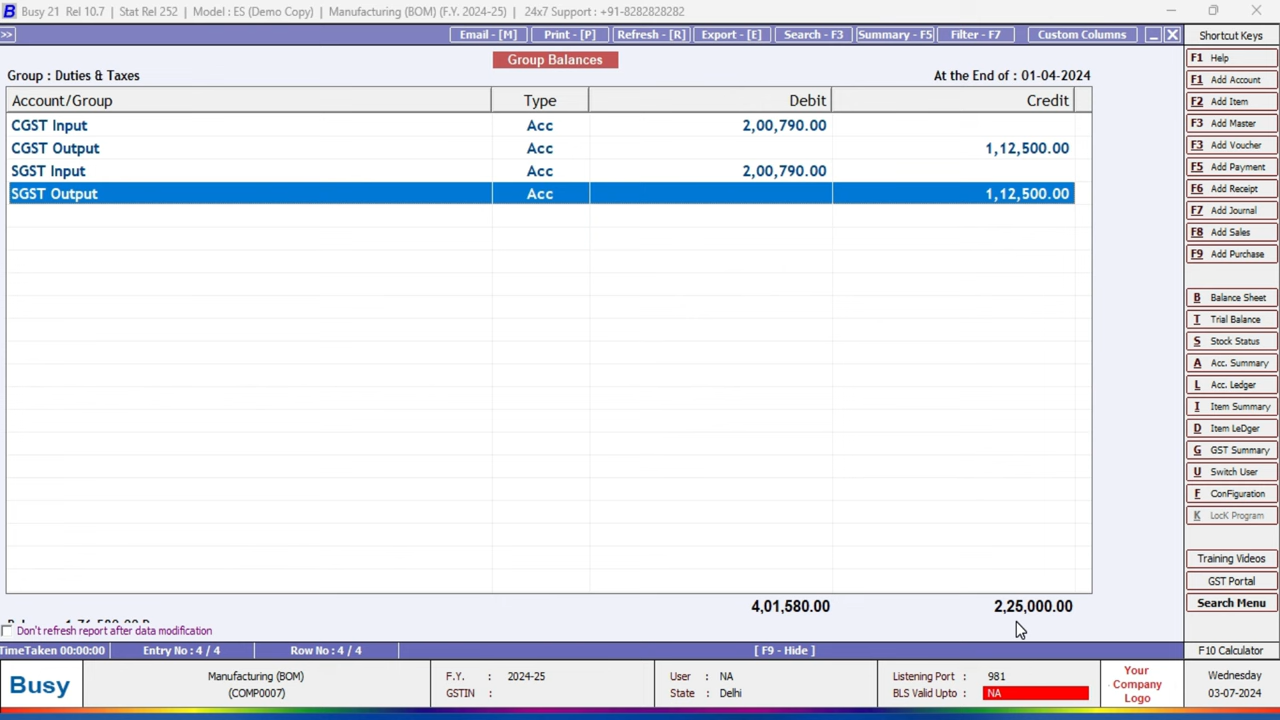 Busy 21 Rel 10.7 | Stat Rel 252 | Model : ES (Demo Copy) | Manufacturing (BOM) (F.Y. 2024-25) | 24x7 Support : +91-8282828282
>> Email - [M] Print - [P] Refresh - [R] Export - [E] Search - F3 Summary - F5 Filter - F7 Custom Columns
Shortcut Keys
Group Balances
Group : Duties & Taxes At the End of : 01-04-2024
Account/Group Type Debit Credit
CGST Input Acc 2,00,790.00
CGST Output Acc 1,12,500.00
SGST Input Acc 2,00,790.00
SGST Output Acc 1,12,500.00
4,01,580.00 2,25,000.00
Don't refresh report after data modification
TimeTaken 00:00:00 Entry No : 4 / 4 Row No : 4 / 4 [ F9 - Hide ]
F1 Help
F1 Add Account
F2 Add Item
F3 Add Master
F3 Add Voucher
F5 Add Payment
F6 Add Receipt
F7 Add Journal
F8 Add Sales
F9 Add Purchase
B Balance Sheet
T Trial Balance
S Stock Status
A Acc. Summary
L Acc. Ledger
I Item Summary
D Item LeDger
G GST Summary
U Switch User
F ConFiguration
K LocK Program
Training Videos
GST Portal
Search Menu
F10 Calculator
Busy
Manufacturing (BOM)
(COMP0007)
F.Y. : 2024-25
GSTIN :
User : NA
State : Delhi
Listening Port : 981
BLS Valid Upto : NA
Your
Company
Logo
Wednesday
03-07-2024